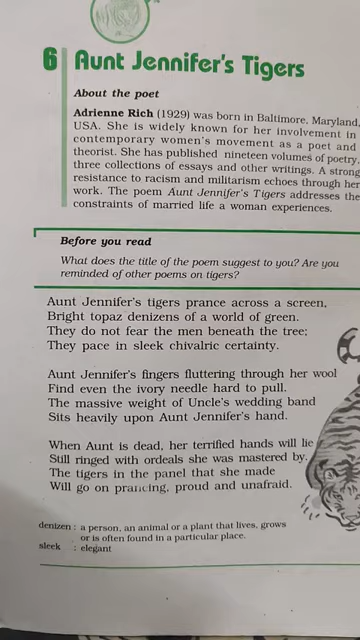 6 Aunt Jennifer's Tigers
About the poet
Adrienne Rich (1929) was born in Baltimore, Maryland,
USA. She is widely known for her involvement in
contemporary women's movement as a poet and
theorist. She has published nineteen volumes of poetry,
three collections of essays and other writings. A strong
resistance to racism and militarism echoes through her
work. The poem Aunt Jennifer's Tigers addresses the
constraints of married life a woman experiences.
Before you read
What does the title of the poem suggest to you? Are you
reminded of other poems on tigers?
Aunt Jennifer's tigers prance across a screen,
Bright topaz denizens of a world of green.
They do not fear the men beneath the tree;
They pace in sleek chivalric certainty.
Aunt Jennifer's fingers fluttering through her wool
Find even the ivory needle hard to pull.
The massive weight of Uncle's wedding band
Sits heavily upon Aunt Jennifer's hand.
When Aunt is dead, her terrified hands will lie
Still ringed with ordeals she was mastered by.
The tigers in the panel that she made
Will go on prancing, proud and unafraid.
denizen : a person, an animal or a plant that lives, grows
or is often found in a particular place.
sleek : elegant